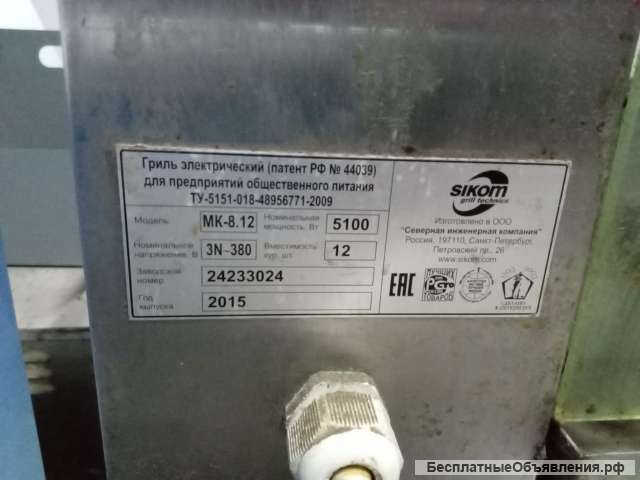 Гриль электрический (патент РФ № 44039)
для предприятий общественного питания
ТУ-5151-018-48956771-2009
Модель МК-8.12 Номинальная мощность, Вт 5100
Номинальное напряжение, В 3N~380 Вместимость кур, шт. 12
Заводской номер 24233024
Год выпуска 2015
SIKOM
grill technics
Изготовлено в ООО
"Северная инженерная компания"
Россия, 197110, Санкт-Петербург,
Петровский пр., 26
www.sikom.com
ЕАС
ЛУЧШИХ
ТОВАРОВ
БесплатныеОбъявления.рф